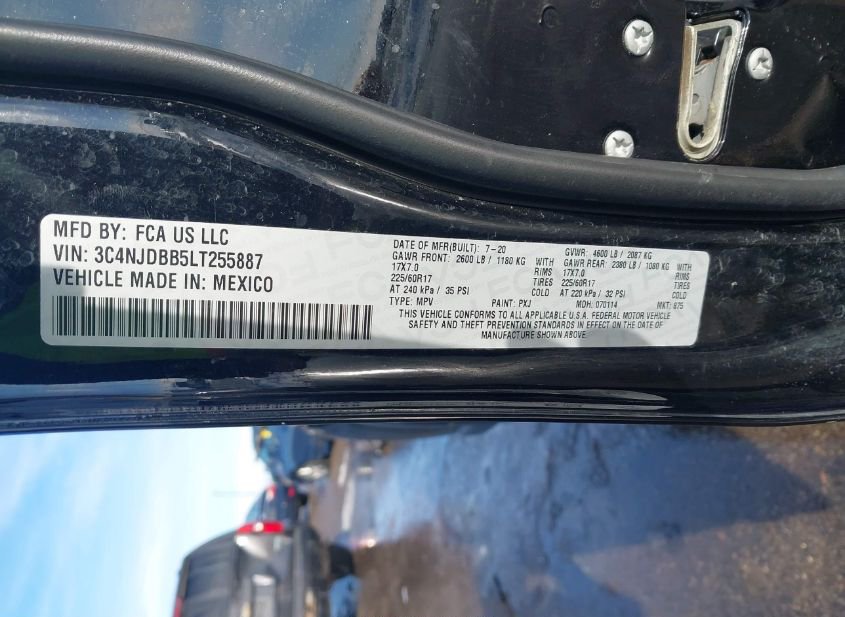 MFD BY: FCA US LLC
VIN: 3C4NJDBB5LT255887
VEHICLE MADE IN: MEXICO
DATE OF MFR(BUILT): 7-20 GVWR: 4600 LB / 2087 KG
GAWR FRONT: 2600 LB / 1180 KG WITH GAWR REAR: 2380 LB / 1080 KG WITH
17X7.0 RIMS 17X7.0 RIMS
225/60R17 TIRES 225/60R17 TIRES
AT 240 kPa / 35 PSI COLD AT 220 kPa / 32 PSI COLD
TYPE: MPV PAINT: PXJ MDH: 070114 MKT: 875
THIS VEHICLE CONFORMS TO ALL APPLICABLE U.S.A. FEDERAL MOTOR VEHICLE
SAFETY AND THEFT PREVENTION STANDARDS IN EFFECT ON THE DATE OF
MANUFACTURE SHOWN ABOVE